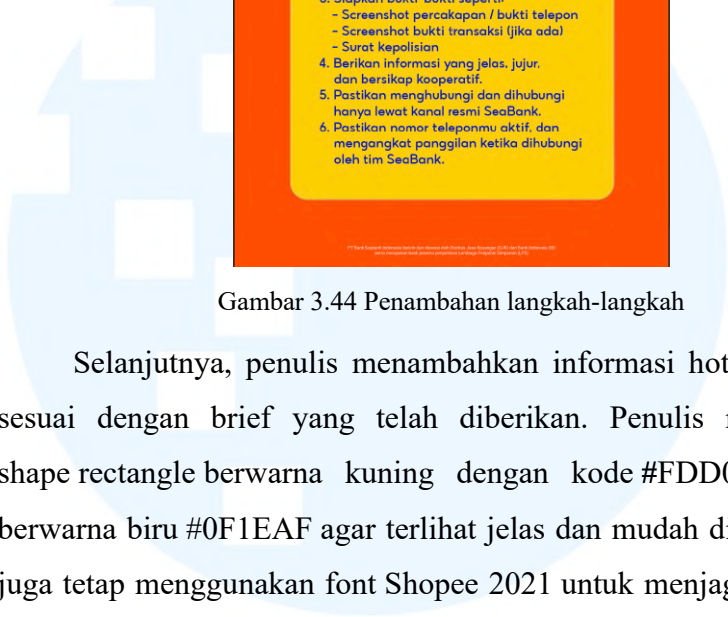 3. Siapkan bukti-bukti seperti:
- Screenshot percakapan / bukti telepon
- Screenshot bukti transaksi (jika ada)
- Surat kepolisian
4. Berikan informasi yang jelas, jujur,
dan bersikap kooperatif.
5. Pastikan menghubungi dan dihubungi
hanya lewat kanal resmi SeaBank.
6. Pastikan nomor teleponmu aktif, dan
mengangkat panggilan ketika dihubungi
oleh tim SeaBank.
Gambar 3.44 Penambahan langkah-langkah
Selanjutnya, penulis menambahkan informasi hot
sesuai dengan brief yang telah diberikan. Penulis
shape rectangle berwarna kuning dengan kode #FDD
berwarna biru #0F1EAF agar terlihat jelas dan mudah
juga tetap menggunakan font Shopee 2021 untuk menjag